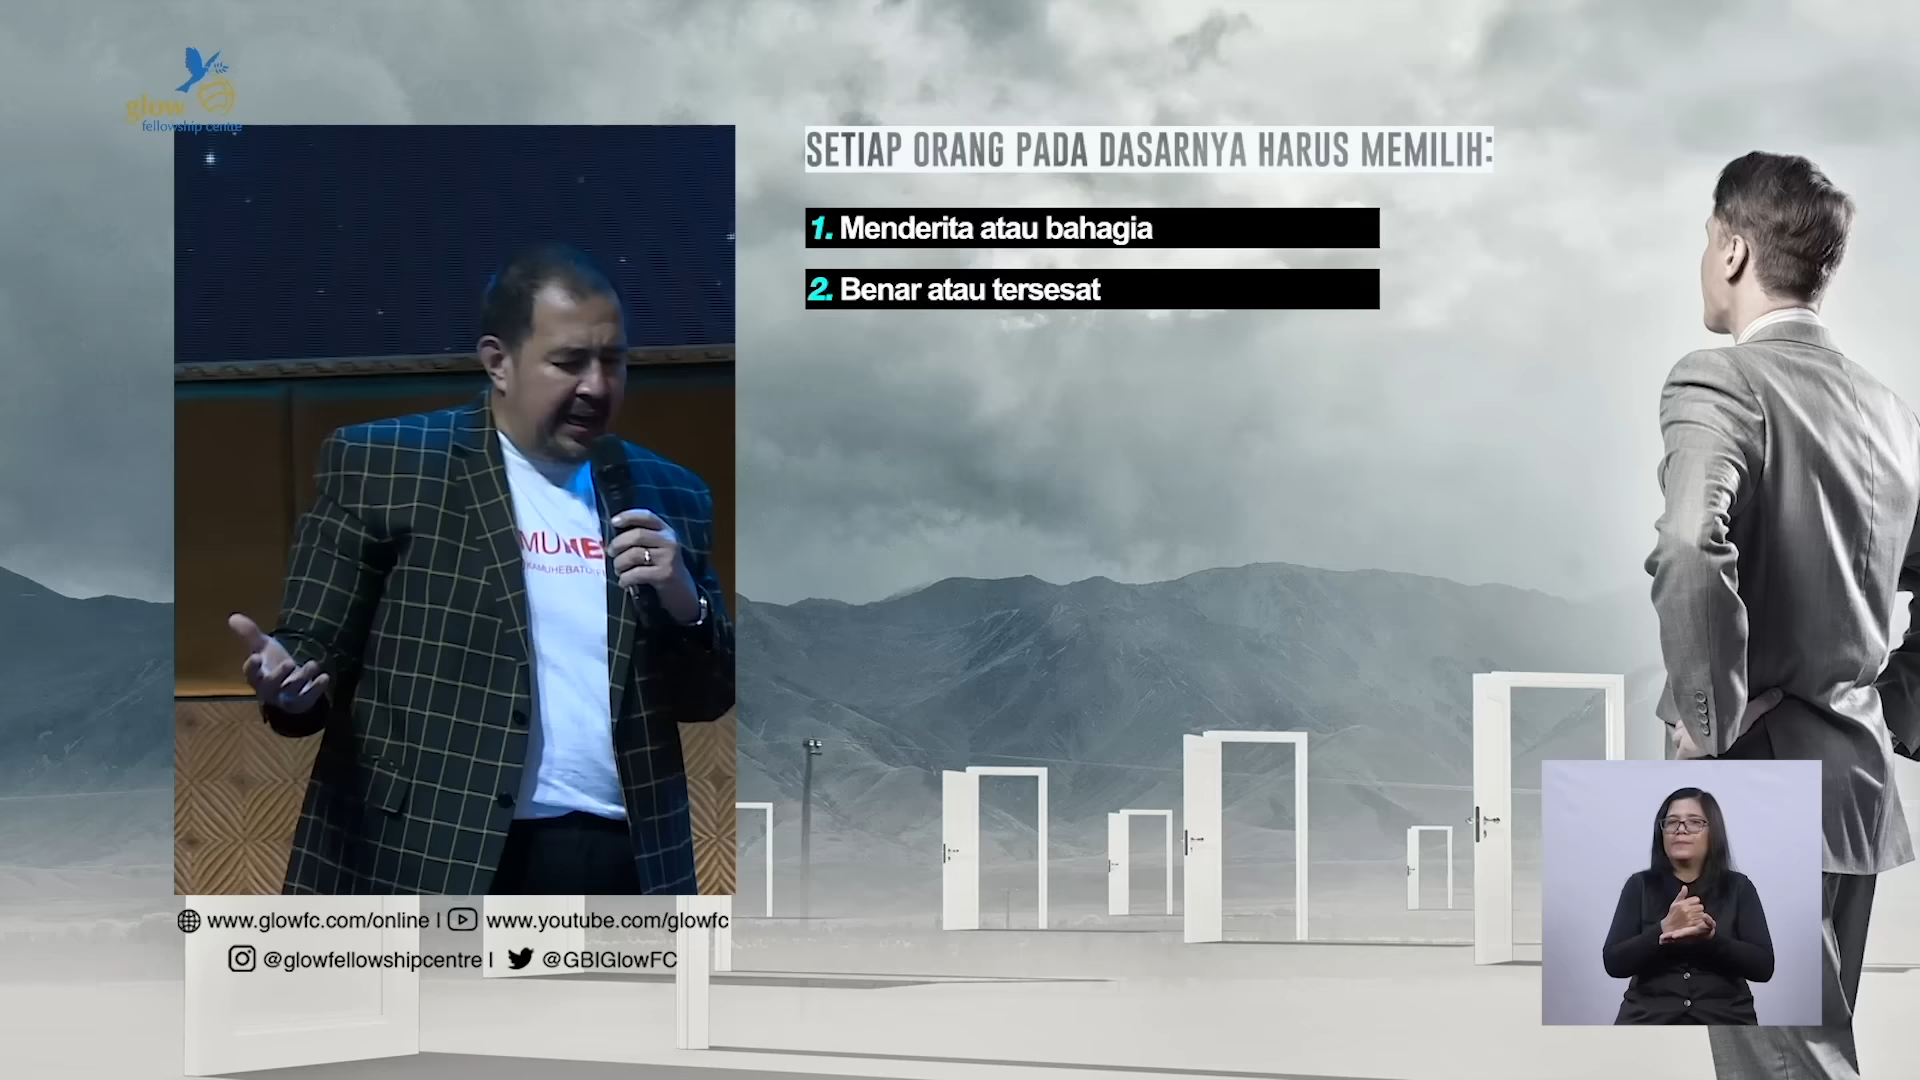 glow
fellowship centre
SETIAP ORANG PADA DASARNYA HARUS MEMILIH:
1. Menderita atau bahagia
2. Benar atau tersesat
www.glowfc.com/online | www.youtube.com/glowfc
@glowfellowshipcentre | @GBIGlowFC